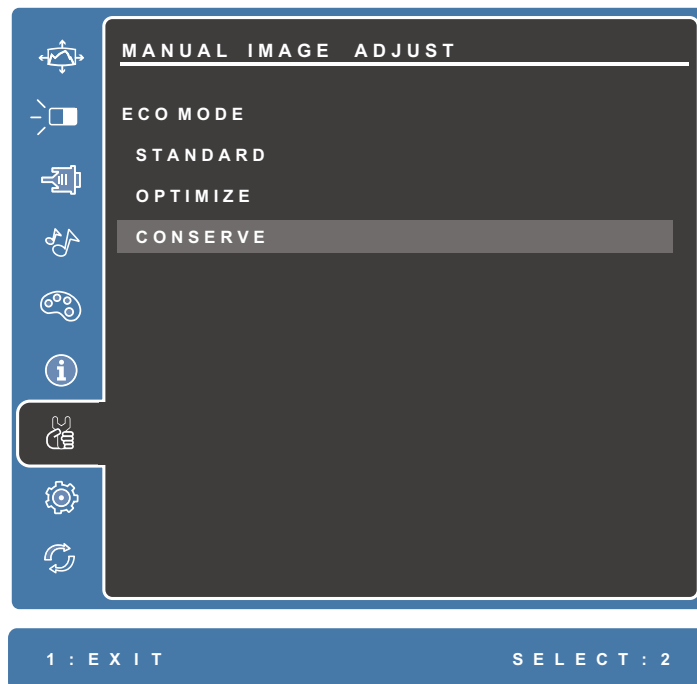 MANUAL IMAGE ADJUST
ECO MODE
STANDARD
OPTIMIZE
CONSERVE
1:EXIT
SELECT:2